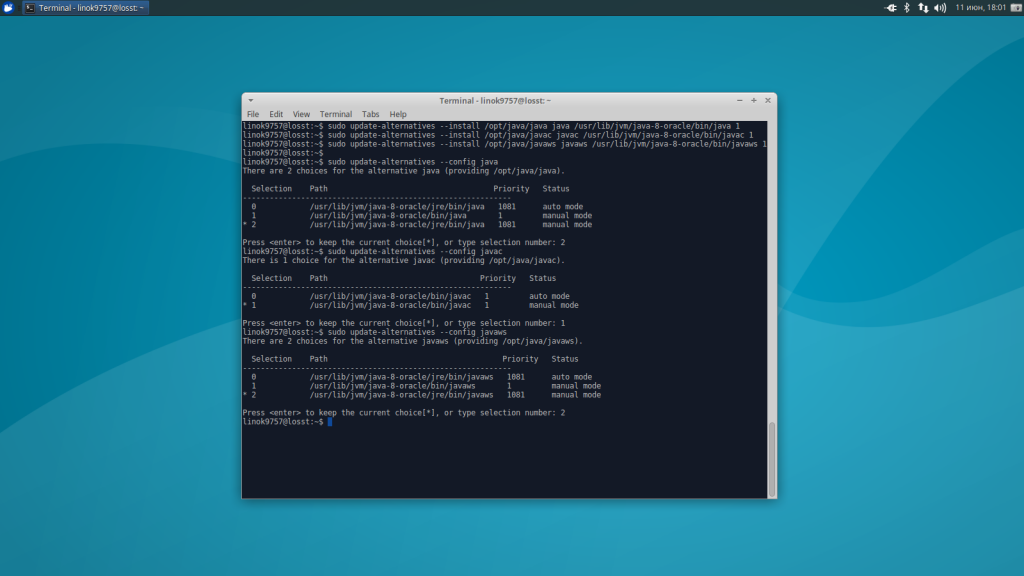 Terminal - linok9757@losst: ~
11 июн, 18:01
Terminal - linok9757@losst: ~
File Edit View Terminal Tabs Help
linok9757@losst:~$ sudo update-alternatives --install /opt/java/java java /usr/lib/jvm/java-8-oracle/bin/java 1
linok9757@losst:~$ sudo update-alternatives --install /opt/java/javac javac /usr/lib/jvm/java-8-oracle/bin/javac 1
linok9757@losst:~$ sudo update-alternatives --install /opt/java/javaws javaws /usr/lib/jvm/java-8-oracle/bin/javaws 1
linok9757@losst:~$
linok9757@losst:~$ sudo update-alternatives --config java
There are 2 choices for the alternative java (providing /opt/java/java).
Selection Path Priority Status
------------------------------------------------------------
0 /usr/lib/jvm/java-8-oracle/jre/bin/java 1081 auto mode
1 /usr/lib/jvm/java-8-oracle/bin/java 1 manual mode
* 2 /usr/lib/jvm/java-8-oracle/jre/bin/java 1081 manual mode
Press <enter> to keep the current choice[*], or type selection number: 2
linok9757@losst:~$ sudo update-alternatives --config javac
There is 1 choice for the alternative javac (providing /opt/java/javac).
Selection Path Priority Status
------------------------------------------------------------
0 /usr/lib/jvm/java-8-oracle/bin/javac 1 auto mode
* 1 /usr/lib/jvm/java-8-oracle/bin/javac 1 manual mode
Press <enter> to keep the current choice[*], or type selection number: 1
linok9757@losst:~$ sudo update-alternatives --config javaws
There are 2 choices for the alternative javaws (providing /opt/java/javaws).
Selection Path Priority Status
------------------------------------------------------------
0 /usr/lib/jvm/java-8-oracle/jre/bin/javaws 1081 auto mode
1 /usr/lib/jvm/java-8-oracle/bin/javaws 1 manual mode
* 2 /usr/lib/jvm/java-8-oracle/jre/bin/javaws 1081 manual mode
Press <enter> to keep the current choice[*], or type selection number: 2
linok9757@losst:~$